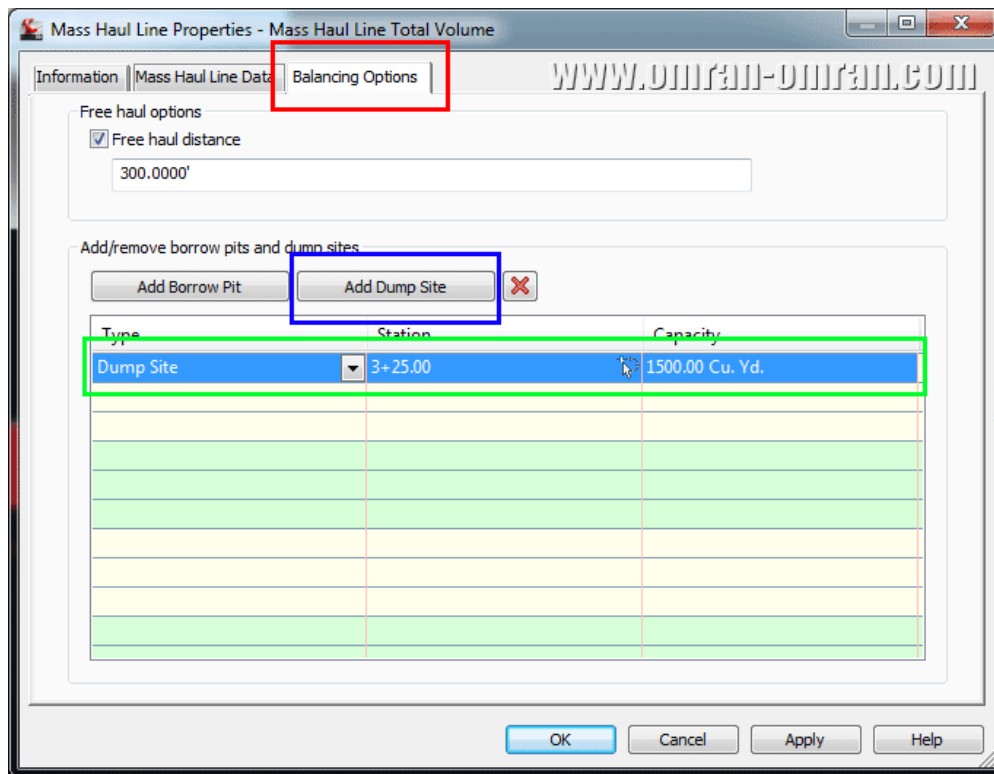 Mass Haul Line Properties - Mass Haul Line Total Volume
Information
Mass Haul Line Data
Balancing Options
www.omran-omran.com
Free haul options
Free haul distance
300.0000'
Add/remove borrow pits and dump sites
Add Borrow Pit
Add Dump Site
Type
Station
Capacity
Dump Site
3+25.00
1500.00 Cu. Yd.
OK
Cancel
Apply
Help